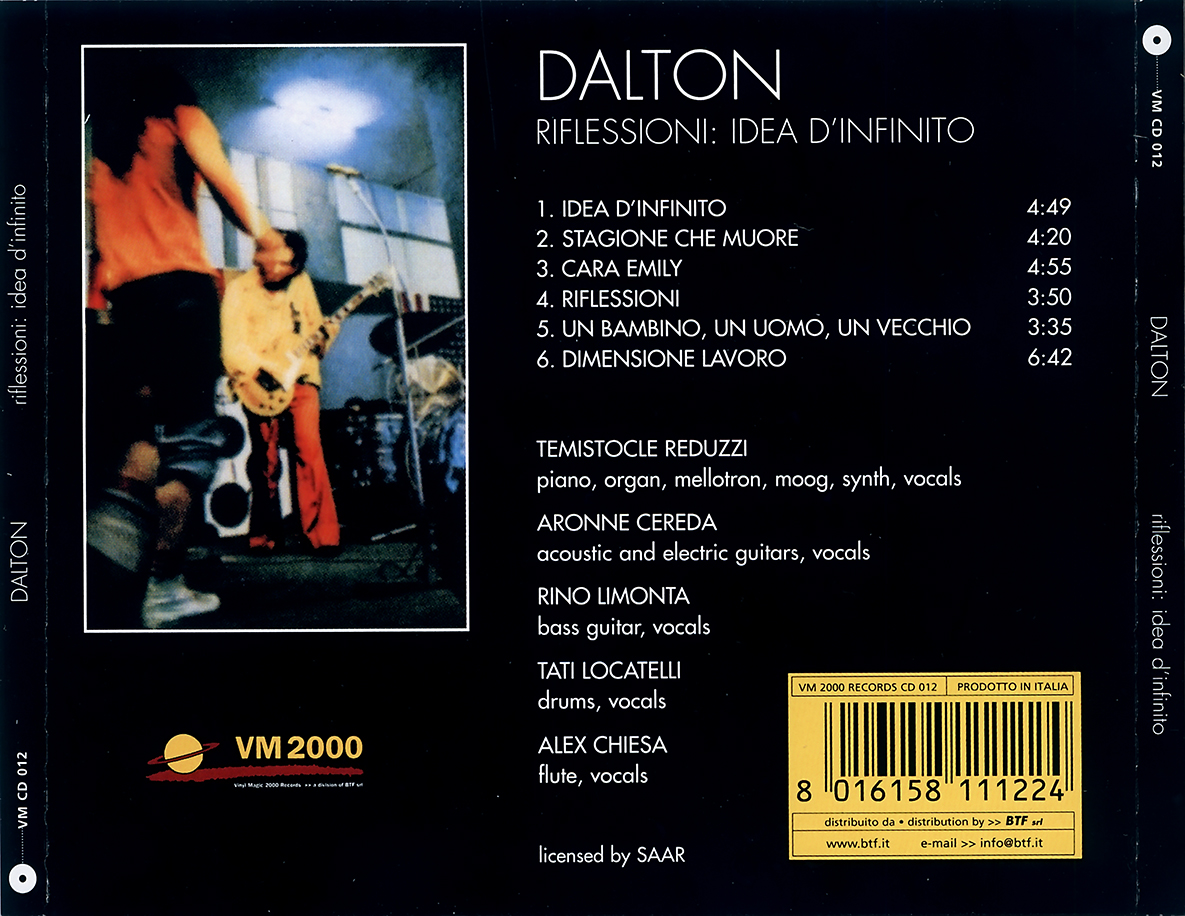 DALTON
RIFLESSIONI: IDEA D'INFINITO
1. IDEA D'INFINITO 4:49
2. STAGIONE CHE MUORE 4:20
3. CARA EMILY 4:55
4. RIFLESSIONI 3:50
5. UN BAMBINO, UN UOMO, UN VECCHIO 3:35
6. DIMENSIONE LAVORO 6:42
TEMISTOCLE REDUZZI
piano, organ, mellotron, moog, synth, vocals
ARONNE CEREDA
acoustic and electric guitars, vocals
RINO LIMONTA
bass guitar, vocals
TATI LOCATELLI
drums, vocals
ALEX CHIESA
flute, vocals
licensed by SAAR
VM 2000
Vinyl Magic 2000 Records >> a division of BTF srl
VM 2000 RECORDS CD 012 PRODOTTO IN ITALIA
8 016158 111224
distribuito da • distribution by >> BTF srl
www.btf.it e-mail >> info@btf.it
VM CD 012 DALTON riflessioni: idea d'infinito
VM CD 012 DALTON riflessioni: idea d'infinito